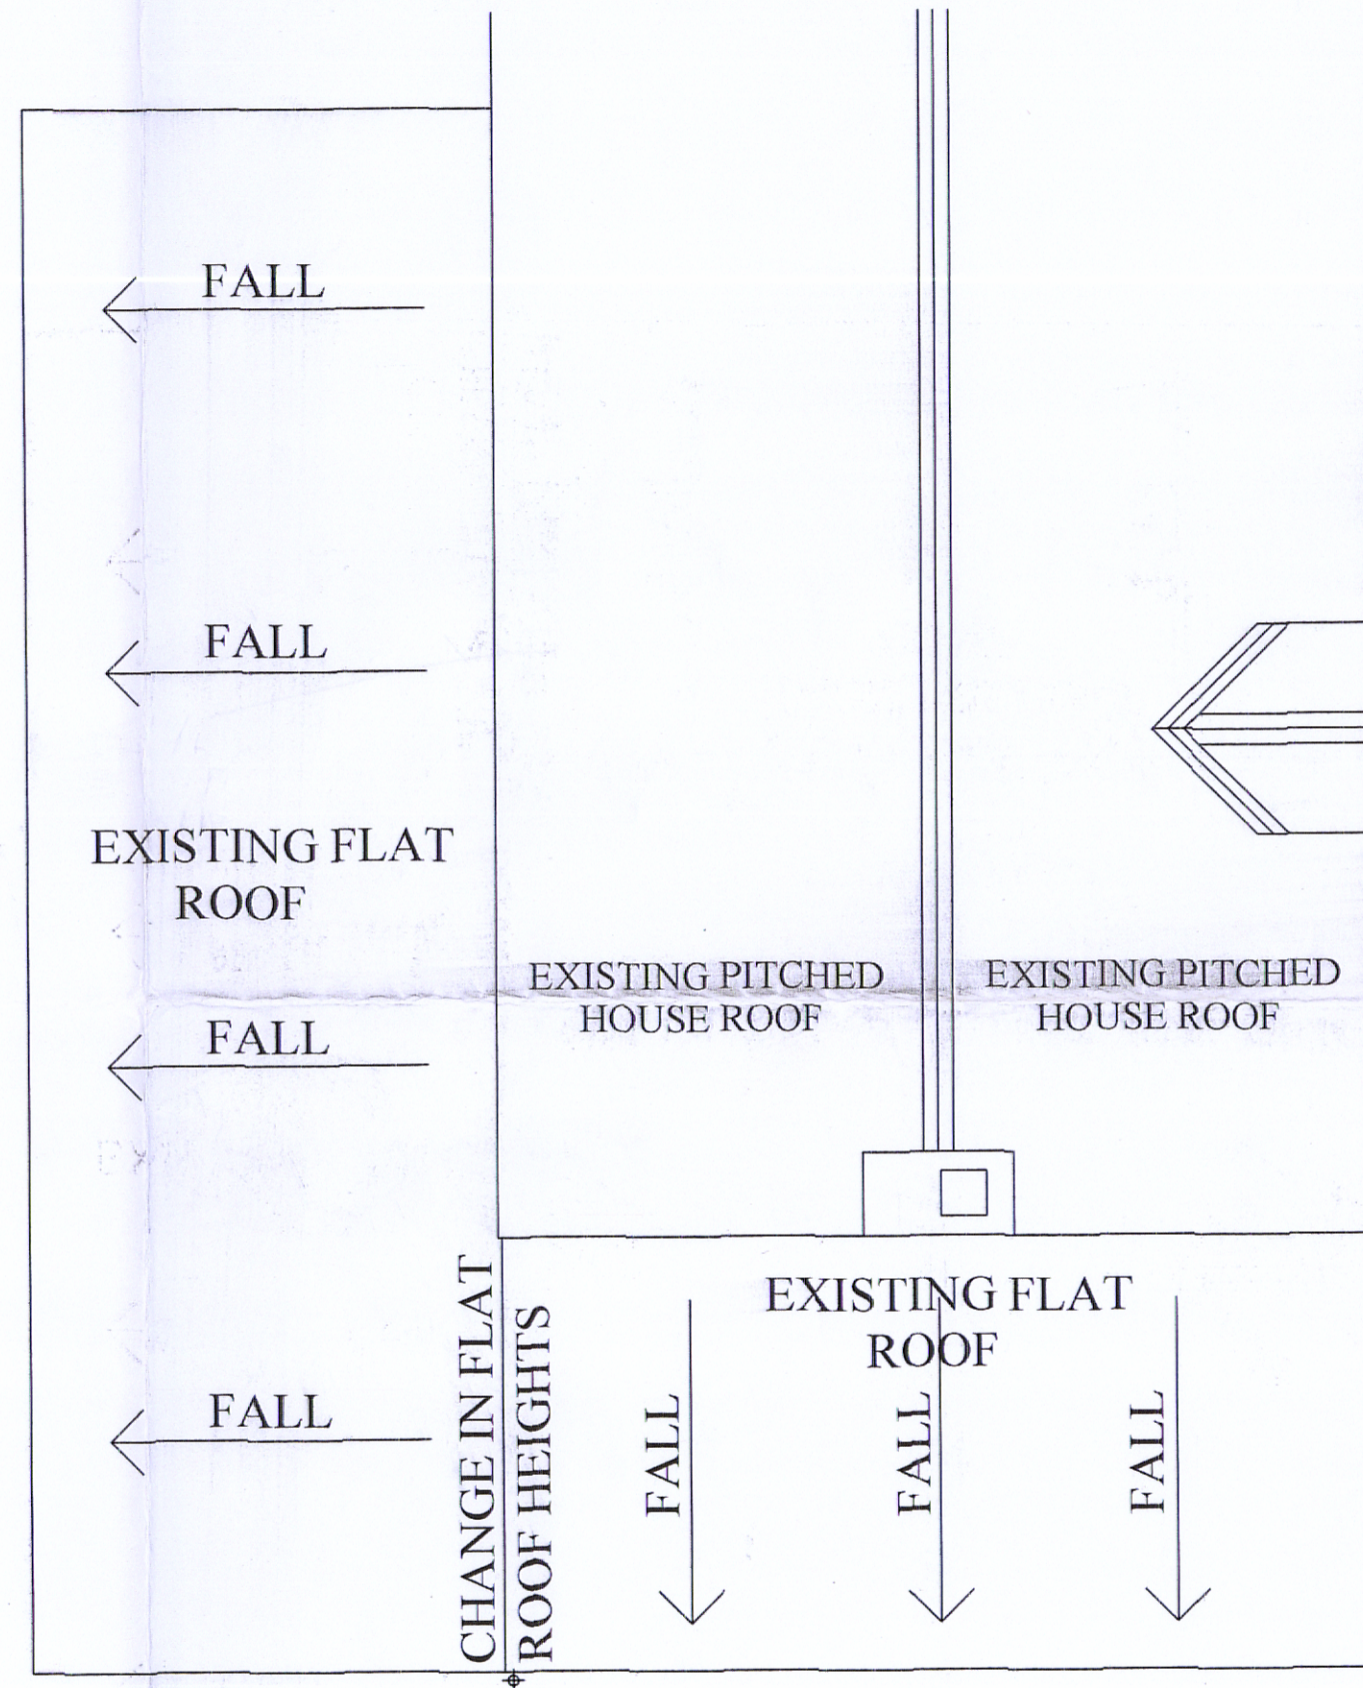 FALL
FALL
EXISTING FLAT
ROOF
EXISTING PITCHED
HOUSE ROOF
EXISTING PITCHED
HOUSE ROOF
FALL
EXISTING FLAT
ROOF
CHANGE IN FLAT
ROOF HEIGHTS
FALL
FALL
FALL
FALL